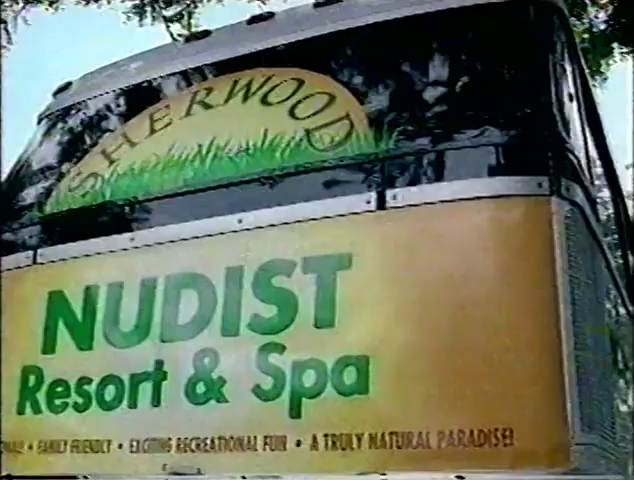 SHERWOOD
NUDIST
Resort & Spa
• FAMILY FRIENDLY • EXCITING RECREATIONAL FUN • A TRULY NATURAL PARADISE!